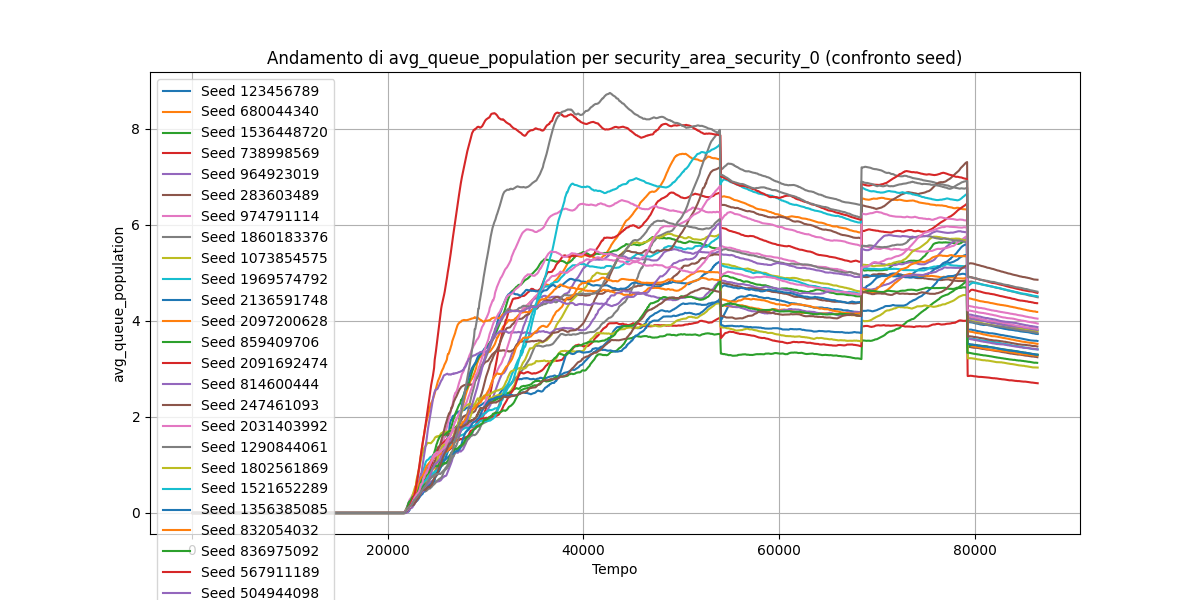 Andamento di avg_queue_population per security_area_security_0 (confronto seed)
avg_queue_population
8
6
4
2
0
Seed 123456789
Seed 680044340
Seed 1536448720
Seed 738998569
Seed 964923019
Seed 283603489
Seed 974791114
Seed 1860183376
Seed 1073854575
Seed 1969574792
Seed 2136591748
Seed 2097200628
Seed 859409706
Seed 2091692474
Seed 814600444
Seed 247461093
Seed 2031403992
Seed 1290844061
Seed 1802561869
Seed 1521652289
Seed 1356385085
Seed 832054032
Seed 836975092
Seed 567911189
Seed 504944098
0
20000
40000
60000
80000
Tempo